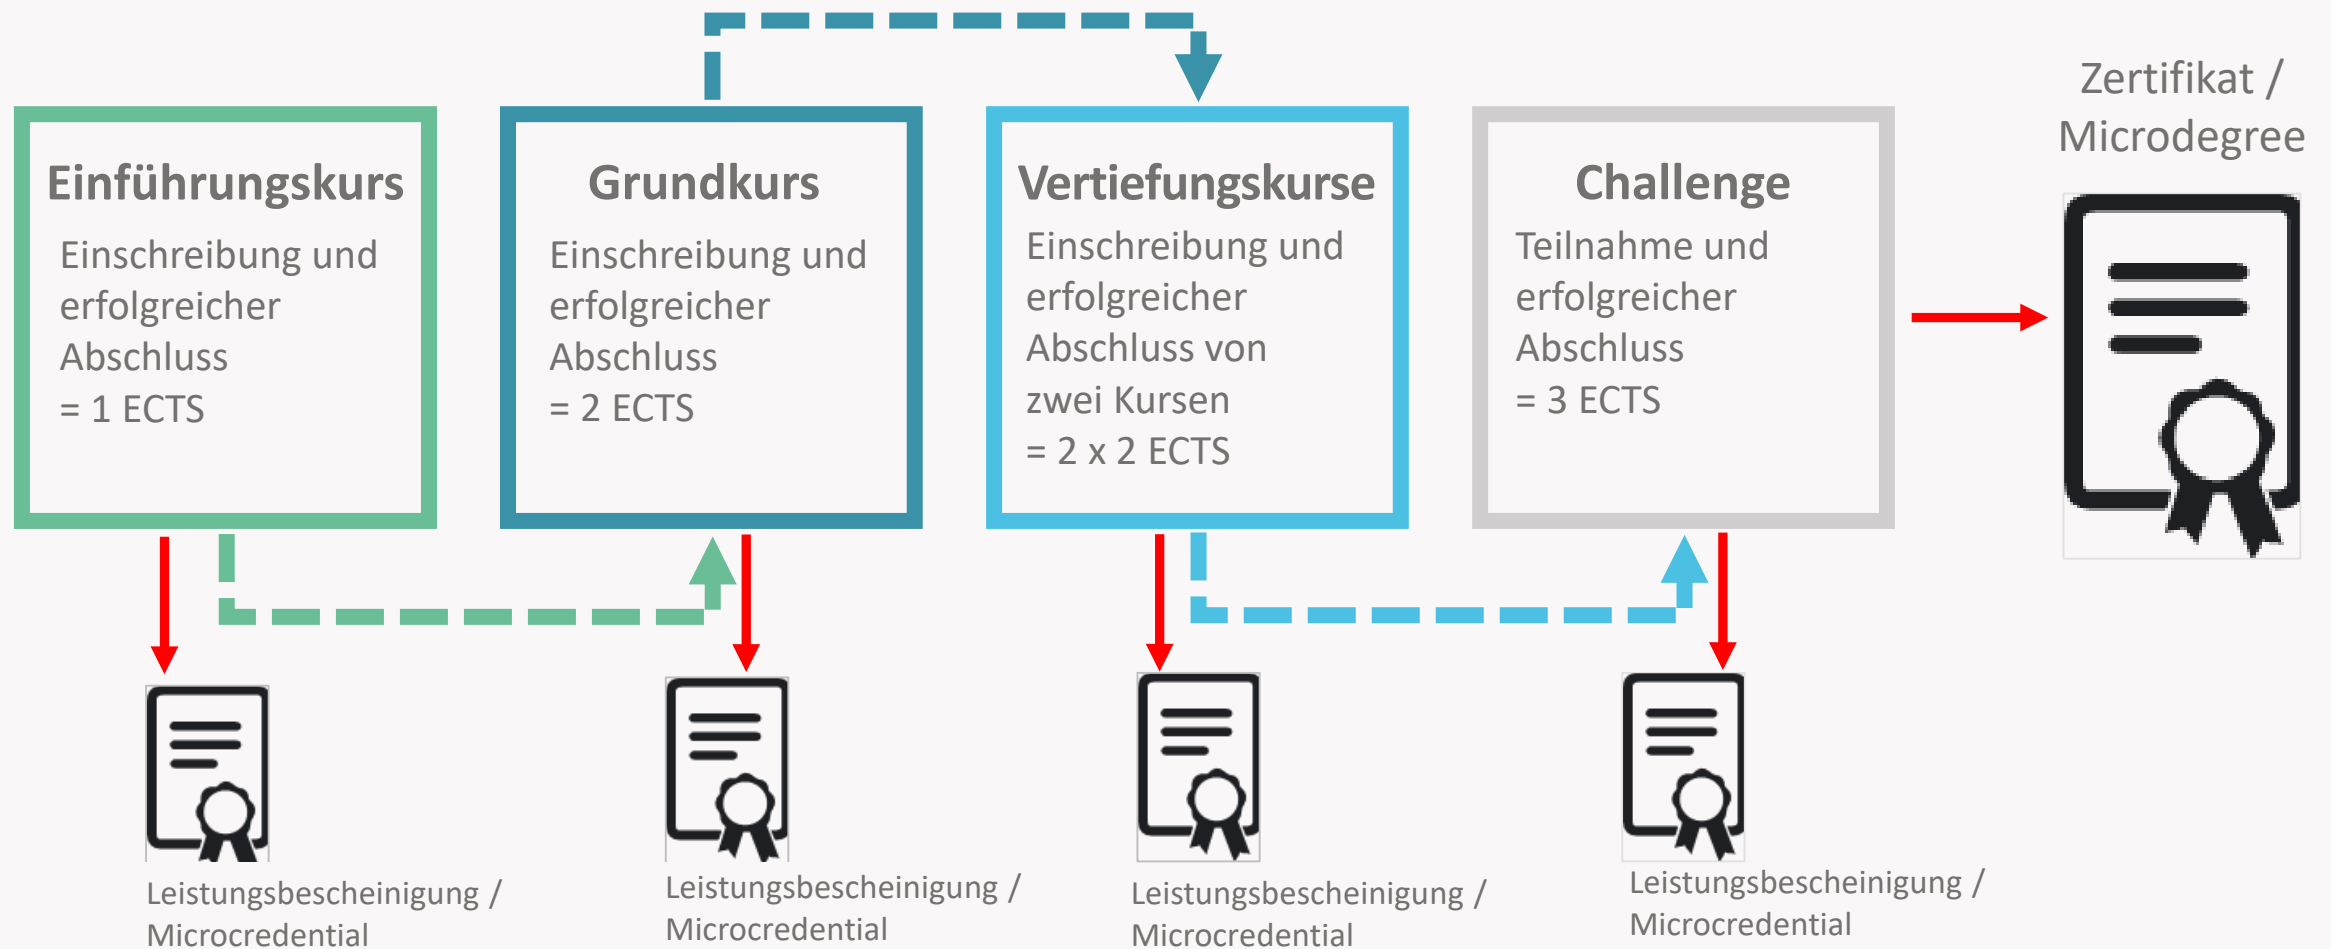 Einführungskurs
Einschreibung und
erfolgreicher
Abschluss
= 1 ECTS
Grundkurs
Einschreibung und
erfolgreicher
Abschluss
= 2 ECTS
Vertiefungskurse
Einschreibung und
erfolgreicher
Abschluss von
zwei Kursen
= 2 x 2 ECTS
Challenge
Teilnahme und
erfolgreicher
Abschluss
= 3 ECTS
Zertifikat /
Microdegree
Leistungsbescheinigung /
Microcredential
Leistungsbescheinigung /
Microcredential
Leistungsbescheinigung /
Microcredential
Leistungsbescheinigung /
Microcredential